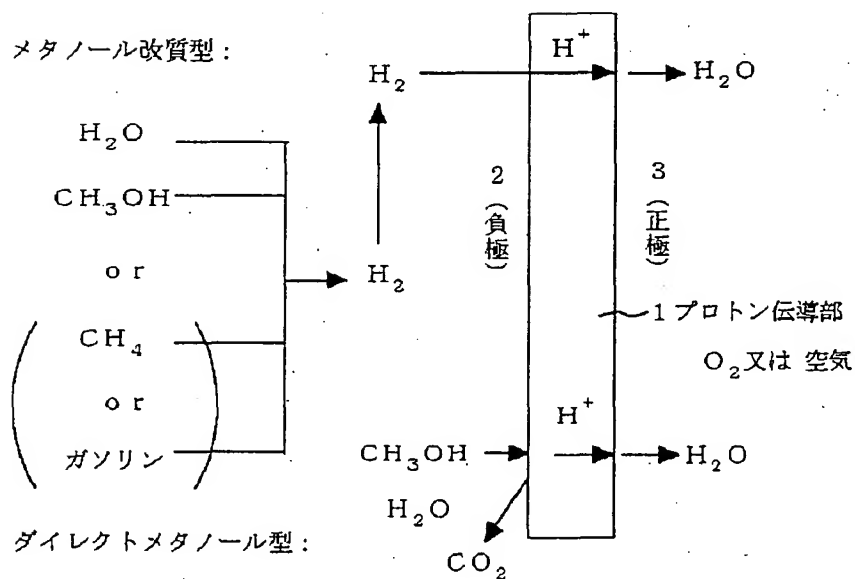 メタノール改質型：
H₂O
CH₃OH
or
CH₄
or
ガソリン
H₂
H₂
H⁺
H₂O
2（負極）
3（正極）
1 プロトン伝導部
O₂又は 空気
CH₃OH
H⁺
H₂O
H₂O
CO₂
ダイレクトメタノール型：